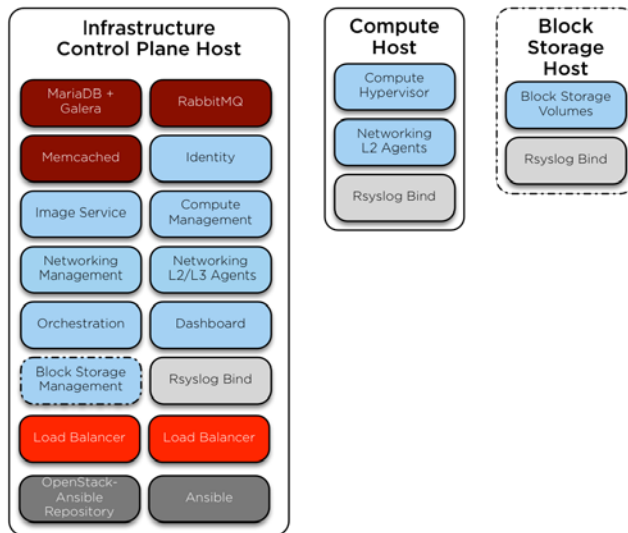 Infrastructure
Control Plane Host
MariaDB +
Galera
RabbitMQ
Memcached
Identity
Image Service
Compute
Management
Networking
Management
Networking
L2/L3 Agents
Orchestration
Dashboard
Block Storage
Management
Rsyslog Bind
Load Balancer
Load Balancer
OpenStack-
Ansible
Repository
Ansible
Compute
Host
Compute
Hypervisor
Networking
L2 Agents
Rsyslog Bind
Block
Storage
Host
Block Storage
Volumes
Rsyslog Bind